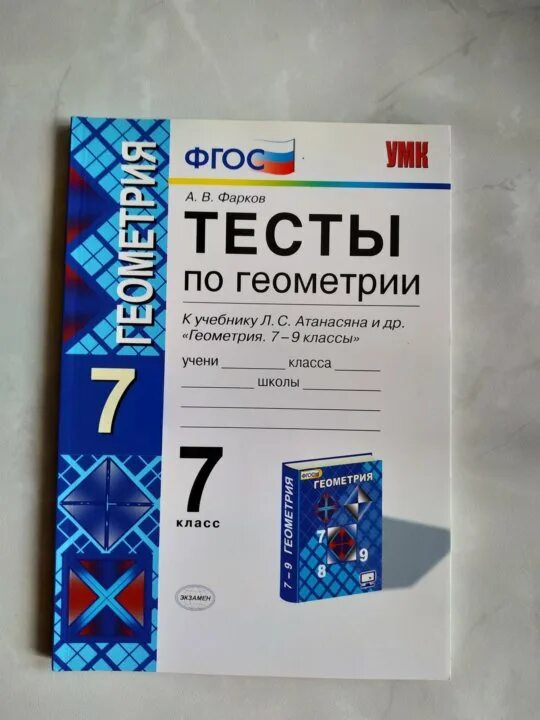 ФГОС
УМК
А. В. Фарков
ТЕСТЫ
по геометрии
К учебнику Л. С. Атанасяна и др.
«Геометрия. 7–9 классы»
учени класса
школы
7
класс
ЭКЗАМЕН
ГЕОМЕТРИЯ
7
ФГОС
ГЕОМЕТРИЯ
7
8 9
7 – 9 ГЕОМЕТРИЯ